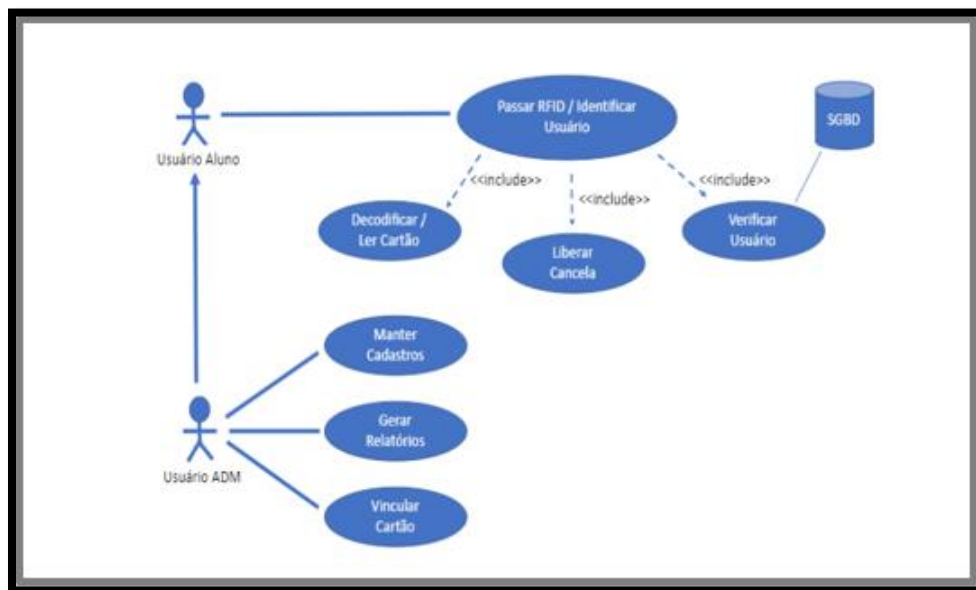 Passar RFID / Identificar
Usuário
SGBD
Usuário Aluno
<<include>>
<<include>>
<<include>>
Decodificar /
Ler Cartão
Verificar
Usuário
Liberar
Cancela
Manter
Cadastros
Gerar
Relatórios
Usuário ADM
Vincular
Cartão